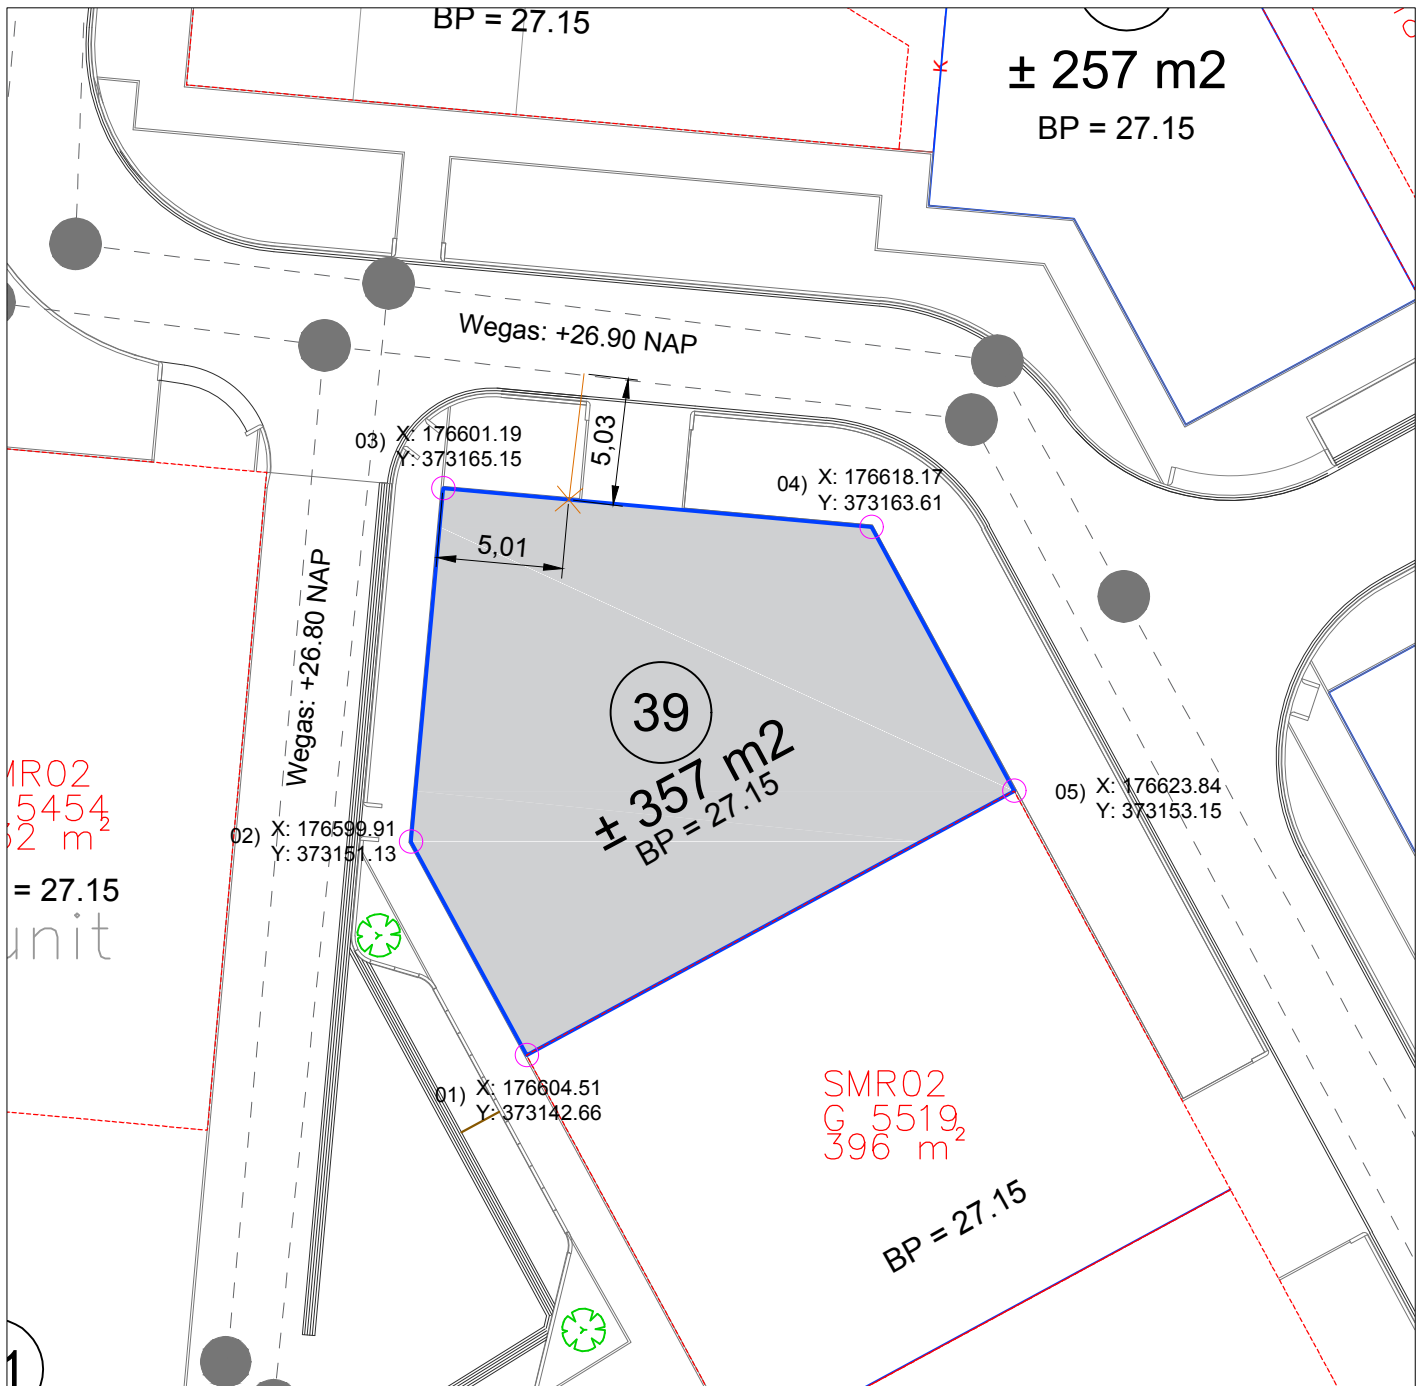 BP = 27.15
± 257 m2
BP = 27.15
K
Wegas: +26.90 NAP
5,03
03) X: 176601.19
Y: 373165.15
04) X: 176618.17
Y: 373163.61
5,01
Wegas: +26.80 NAP
39
± 357 m2
BP = 27.15
05) X: 176623.84
Y: 373153.15
MR02
5454
52 m²
= 27.15
unit
02) X: 176599.91
Y: 373151.13
01) X: 176604.51
Y: 373142.66
SMR02
G 5519
396 m²
BP = 27.15
1